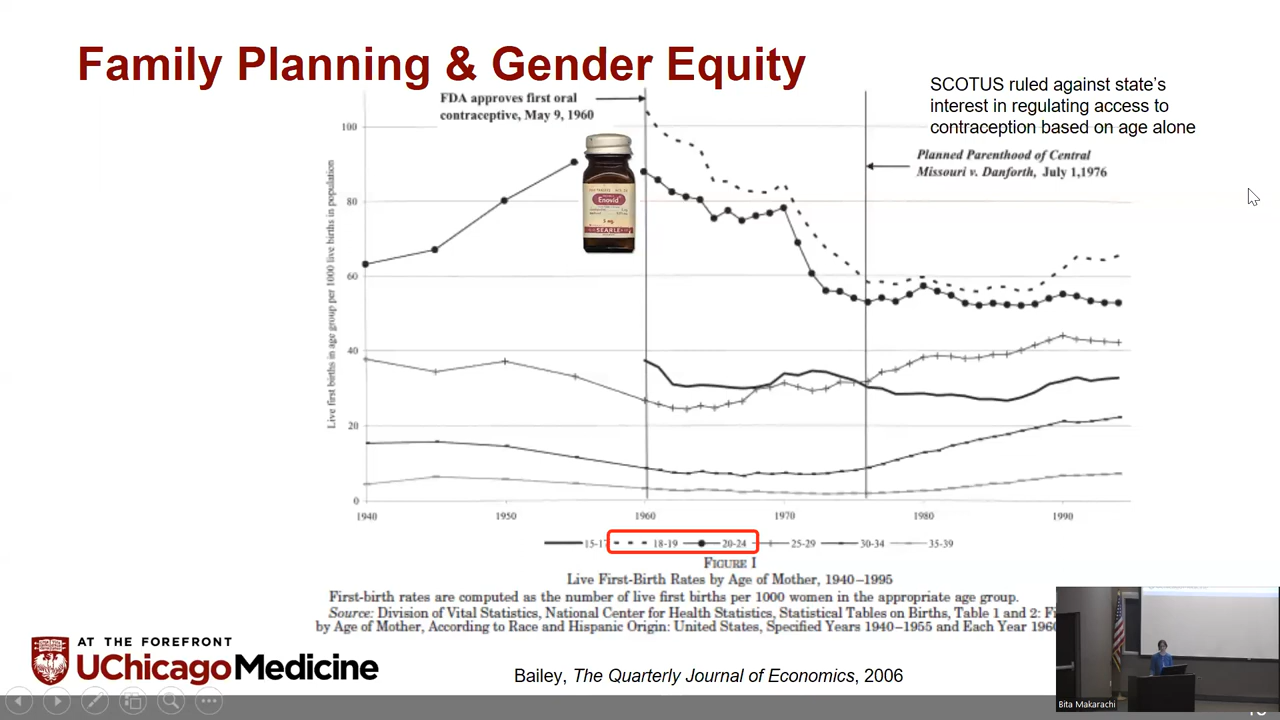 Family Planning & Gender Equity
SCOTUS ruled against state's
interest in regulating access to
contraception based on age alone
FDA approves first oral
contraceptive, May 9, 1960
Planned Parenthood of Central
Missouri v. Danforth, July 1,1976
Enovid
SEARLE
Live first births in age group per 1000 live births in population
100
80
60
40
20
0
1940 1950 1960 1970 1980 1990
15-17 18-19 20-24 25-29 30-34 35-39
FIGURE I
Live First-Birth Rates by Age of Mother, 1940–1995
First-birth rates are computed as the number of live first births per 1000 women in the appropriate age group.
Source: Division of Vital Statistics, National Center for Health Statistics, Statistical Tables on Births, Table 1 and 2:
by Age of Mother, According to Race and Hispanic Origin: United States, Specified Years 1940–1955 and Each Year
AT THE FOREFRONT
UChicago Medicine
Bailey, The Quarterly Journal of Economics, 2006
Bita Makarachi